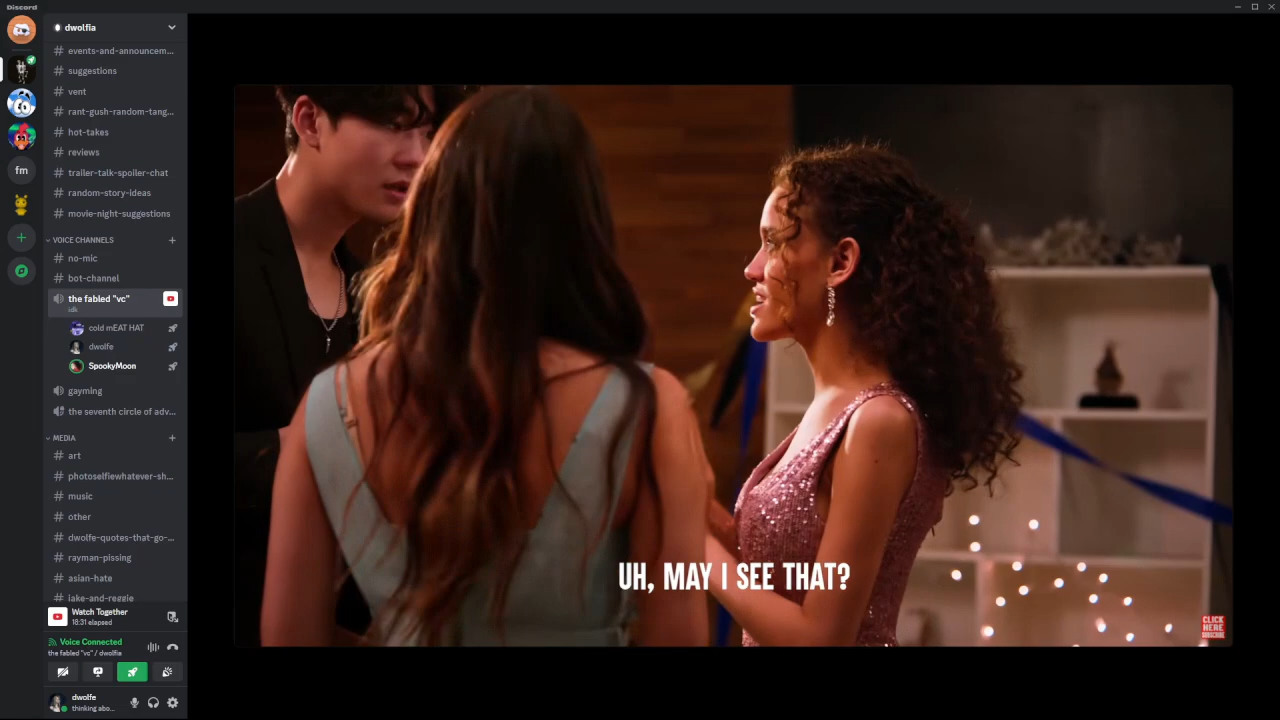 Discord
dwolfia
events-and-announcem...
suggestions
vent
rant-gush-random-tang...
hot-takes
reviews
trailer-talk-spoiler-chat
random-story-ideas
movie-night-suggestions
VOICE CHANNELS
no-mic
bot-channel
the fabled "vc"
idk
cold mEAT HAT
dwolfe
SpookyMoon
gayming
the seventh circle of adv...
MEDIA
art
photoselfiewhatever-sh...
music
other
dwolfe-quotes-that-go-...
rayman-pissing
asian-hate
lake-and-reggie
Watch Together
18:31 elapsed
Voice Connected
the fabled "vc" / dwolfia
dwolfe
thinking abo...
fm
UH, MAY I SEE THAT?
CLICK
HERE
SUBSCRIBE